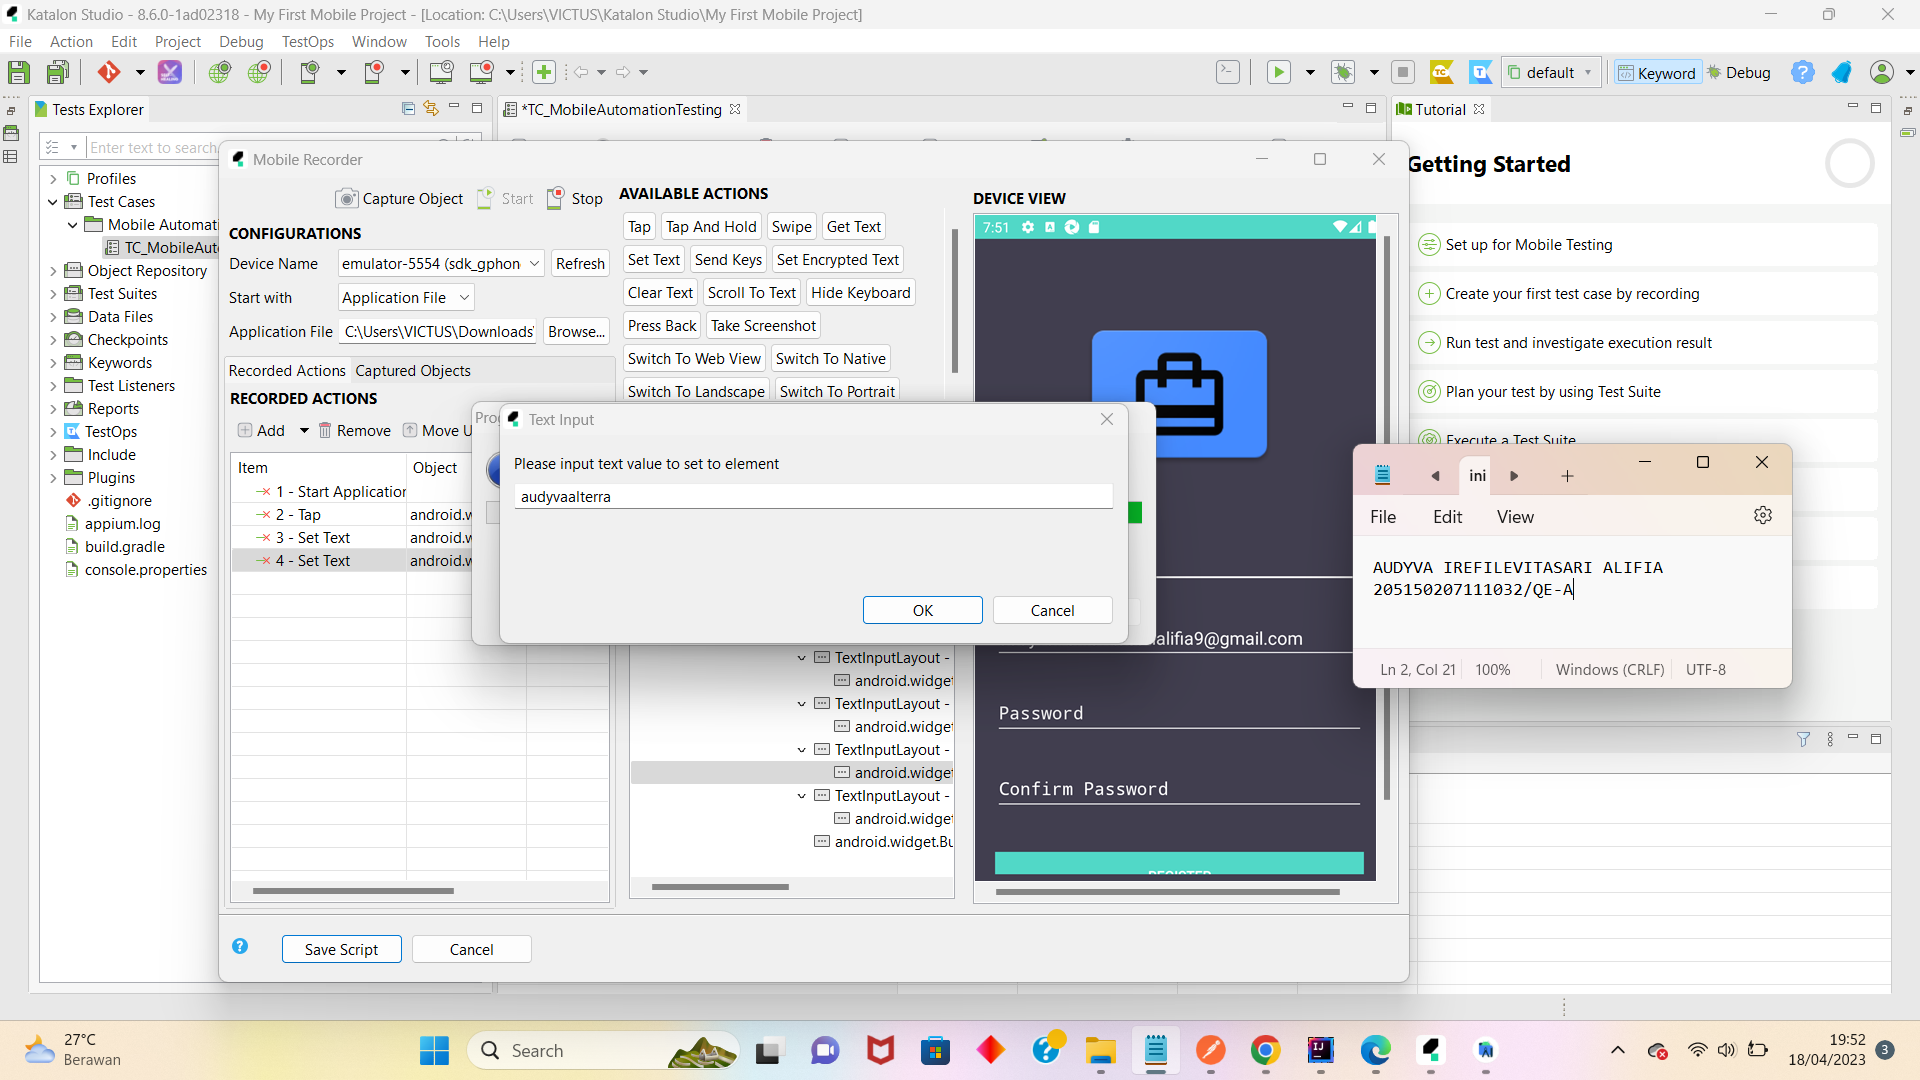 Katalon Studio - 8.6.0-1ad02318 - My First Mobile Project - [Location: C:\Users\VICTUS\Katalon Studio\My First Mobile Project]
File Action Edit Project Debug TestOps Window Tools Help
default Keyword Debug
Tests Explorer
*TC_MobileAutomationTesting
Tutorial
Enter text to search
Profiles
Test Cases
Mobile Automati
TC_MobileAut
Object Repository
Test Suites
Data Files
Checkpoints
Keywords
Test Listeners
Reports
TestOps
Include
Plugins
.gitignore
appium.log
build.gradle
console.properties
Mobile Recorder
Capture Object Start Stop
CONFIGURATIONS
Device Name emulator-5554 (sdk_gphon Refresh
Start with Application File
Application File C:\Users\VICTUS\Downloads\ Browse...
Recorded Actions Captured Objects
RECORDED ACTIONS
Add Remove Move U
Item Object
1 - Start Application
2 - Tap android.w
3 - Set Text android.w
4 - Set Text android.w
AVAILABLE ACTIONS
Tap Tap And Hold Swipe Get Text
Set Text Send Keys Set Encrypted Text
Clear Text Scroll To Text Hide Keyboard
Press Back Take Screenshot
Switch To Web View Switch To Native
Switch To Landscape Switch To Portrait
TextInputLayout -
android.widget
TextInputLayout -
android.widget
TextInputLayout -
android.widget
TextInputLayout -
android.widget
android.widget.Bu
DEVICE VIEW
7:51
alifia9@gmail.com
Password
Confirm Password
Save Script Cancel
Prog
Text Input
Please input text value to set to element
audyvaalterra
OK Cancel
Getting Started
Set up for Mobile Testing
Create your first test case by recording
Run test and investigate execution result
Plan your test by using Test Suite
Execute a Test Suite
ini
File Edit View
AUDYVA IREFILEVITASARI ALIFIA
205150207111032/QE-A
Ln 2, Col 21 100% Windows (CRLF) UTF-8
27°C
Berawan
Search
19:52
18/04/2023
3